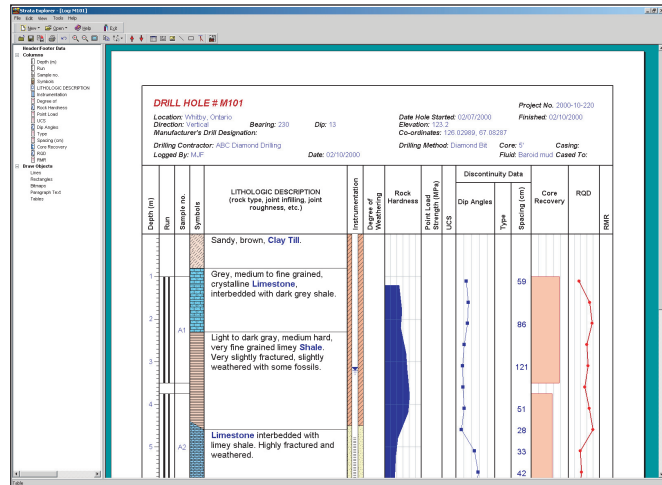 Strata Explorer - [Log M101]
File Edit View Tools Help
New Open Help Exit
Header/Footer Data
Columns
Depth (m)
Run
Sample no.
Symbols
LITHOLOGIC DESCRIPTION
Instrumentation
Degree of
Rock Hardness
Point Load
UCS
Dip Angles
Type
Spacing (cm)
Core Recovery
RQD
RMR
Draw Objects
Lines
Rectangles
Bitmaps
Paragraph Text
Tables
DRILL HOLE # M101
Project No. 2000-10-220
Location: Whitby, Ontario Date Hole Started: 02/07/2000 Finished: 02/10/2000
Direction: Vertical Bearing: 230 Dip: 13 Elevation: 123.2
Manufacturer's Drill Designation: Co-ordinates: 126.02989, 67.08287
Drilling Contractor: ABC Diamond Drilling Drilling Method: Diamond Bit Core: 5' Casing:
Logged By: MJF Date: 02/10/2000 Fluid: Baroid mud Cased To:
Depth (m)
Run
Sample no.
Symbols
LITHOLOGIC DESCRIPTION
(rock type, joint infilling, joint
roughness, etc.)
Instrumentation
Degree of
Weathering
Rock
Hardness
Point Load
Strength (MPa)
UCS
Discontinuity Data
Dip Angles
Type
Spacing (cm)
Core
Recovery
RQD
RMR
Sandy, brown, Clay Till.
1
Grey, medium to fine grained,
crystalline Limestone,
interbedded with dark grey shale.
59
2
86
A1
Light to dark gray, medium hard,
very fine grained limey Shale.
Very slightly fractured, slightly
weathered with some fossils.
3
121
4
51
28
Limestone interbedded with
limey shale. Highly fractured and
weathered.
5
A2
33
42
Table